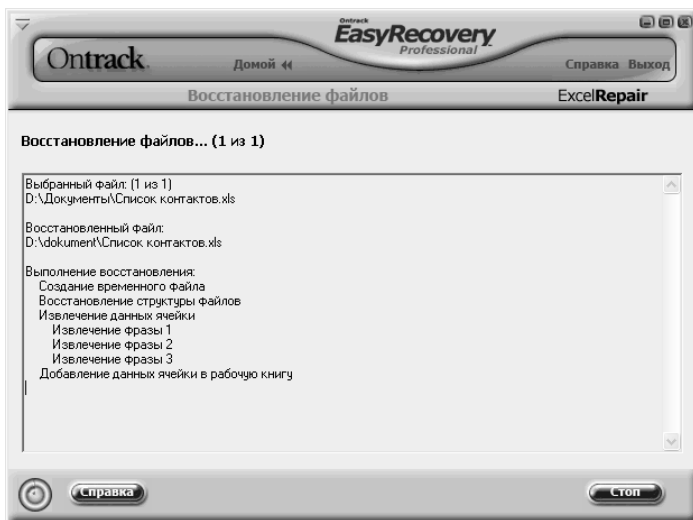 Ontrack
EasyRecovery
Professional
Ontrack
Домой
Справка Выход
Восстановление файлов
ExcelRepair
Восстановление файлов... (1 из 1)
Выбранный файл: (1 из 1)
D:\Документы\Список контактов.xls
Восстановленный файл:
D:\dokument\Список контактов.xls
Выполнение восстановления:
Создание временного файла
Восстановление структуры файлов
Извлечение данных ячейки
Извлечение фразы 1
Извлечение фразы 2
Извлечение фразы 3
Добавление данных ячейки в рабочую книгу
Справка
Стоп